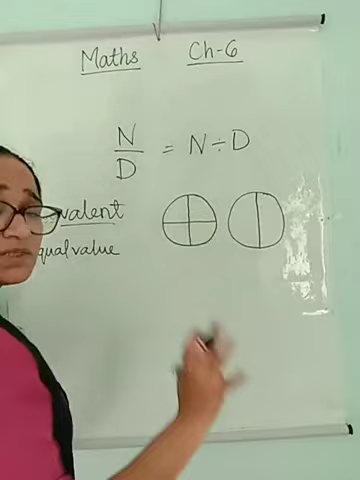 Maths Ch-6
N/D = N ÷ D
valent
qual value